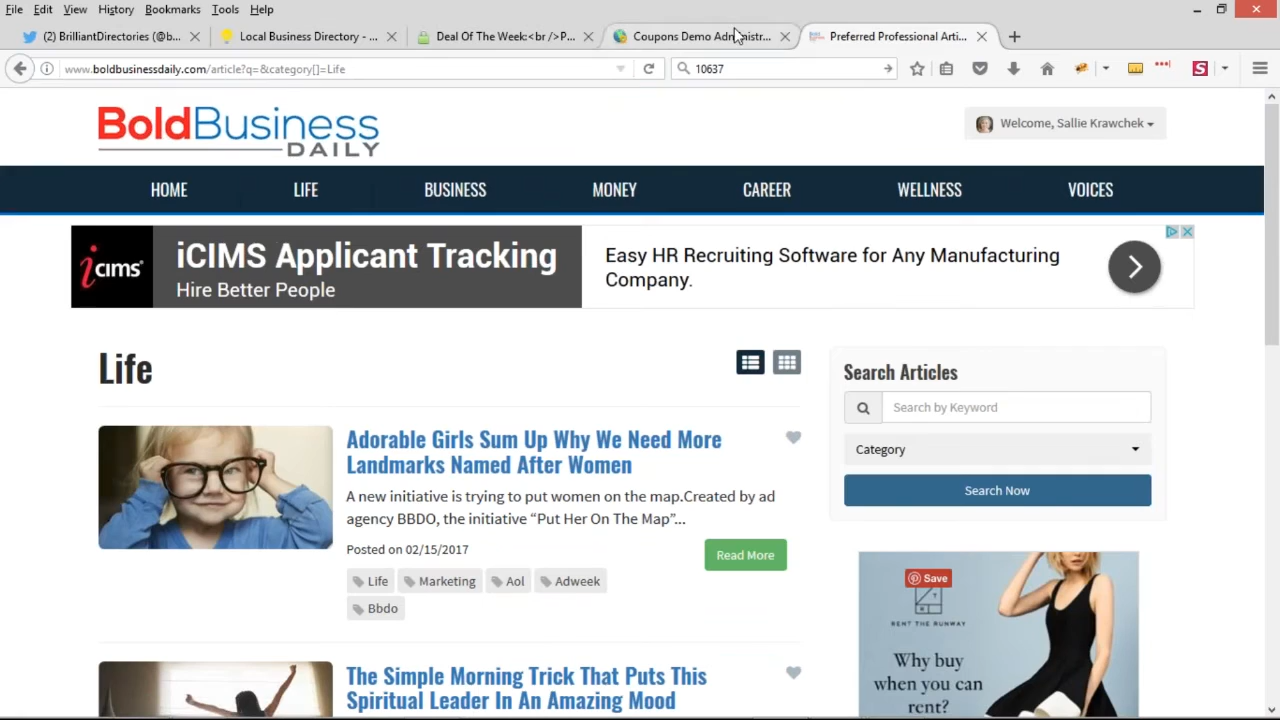 File Edit View History Bookmarks Tools Help
(2) BrilliantDirectories (@b...
Local Business Directory - ...
Deal Of The Week:<br />P...
Coupons Demo Administr...
Preferred Professional Arti...
www.boldbusinessdaily.com/article?q=&category[]=Life
10637
S
BoldBusiness
DAILY
Welcome, Sallie Krawchek
HOME LIFE BUSINESS MONEY CAREER WELLNESS VOICES
icims
iCIMS Applicant Tracking
Hire Better People
Easy HR Recruiting Software for Any Manufacturing
Company.
Life
Search Articles
Search by Keyword
Category
Search Now
Adorable Girls Sum Up Why We Need More
Landmarks Named After Women
A new initiative is trying to put women on the map.Created by ad
agency BBDO, the initiative “Put Her On The Map”...
Posted on 02/15/2017
Read More
Life Marketing Aol Adweek
Bbdo
The Simple Morning Trick That Puts This
Spiritual Leader In An Amazing Mood
Save
RENT THE RUNWAY
Why buy
when you can
rent?